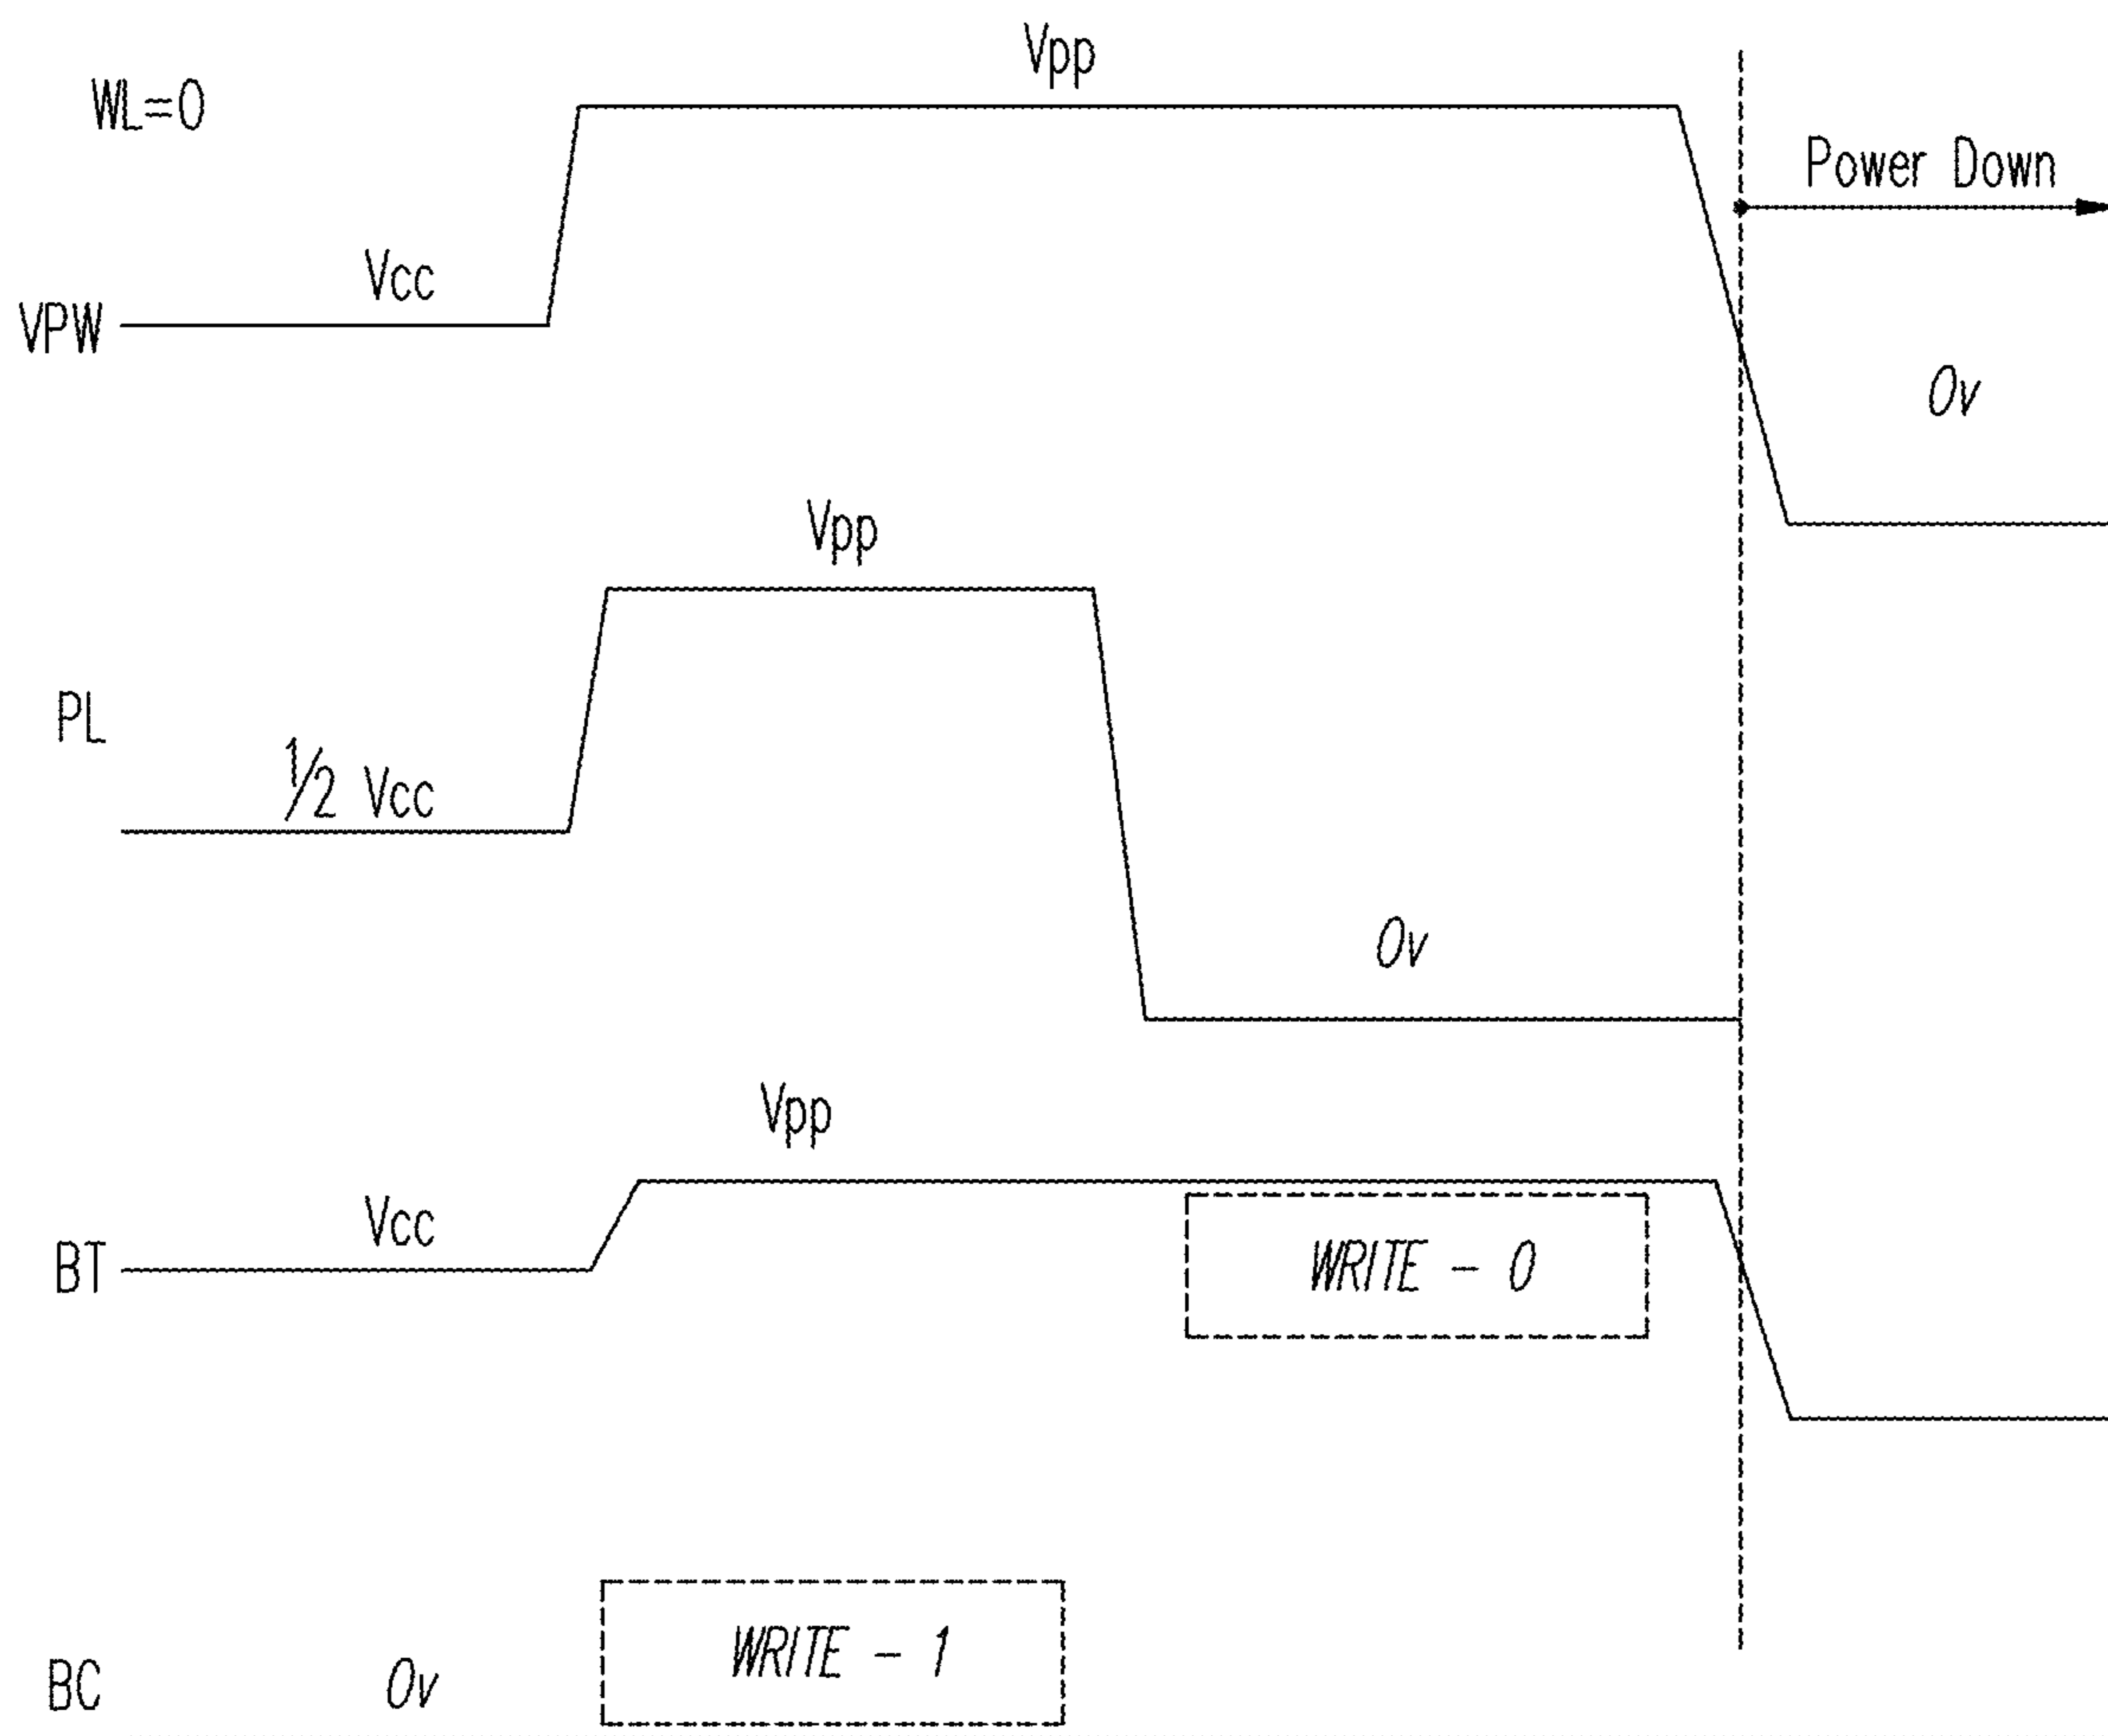 Vpp
WL=0
Power Down
Vcc
VPW
0v
Vpp
PL
1/2 Vcc
0v
Vpp
Vcc
BT
WRITE - 0
WRITE - 1
BC
0v